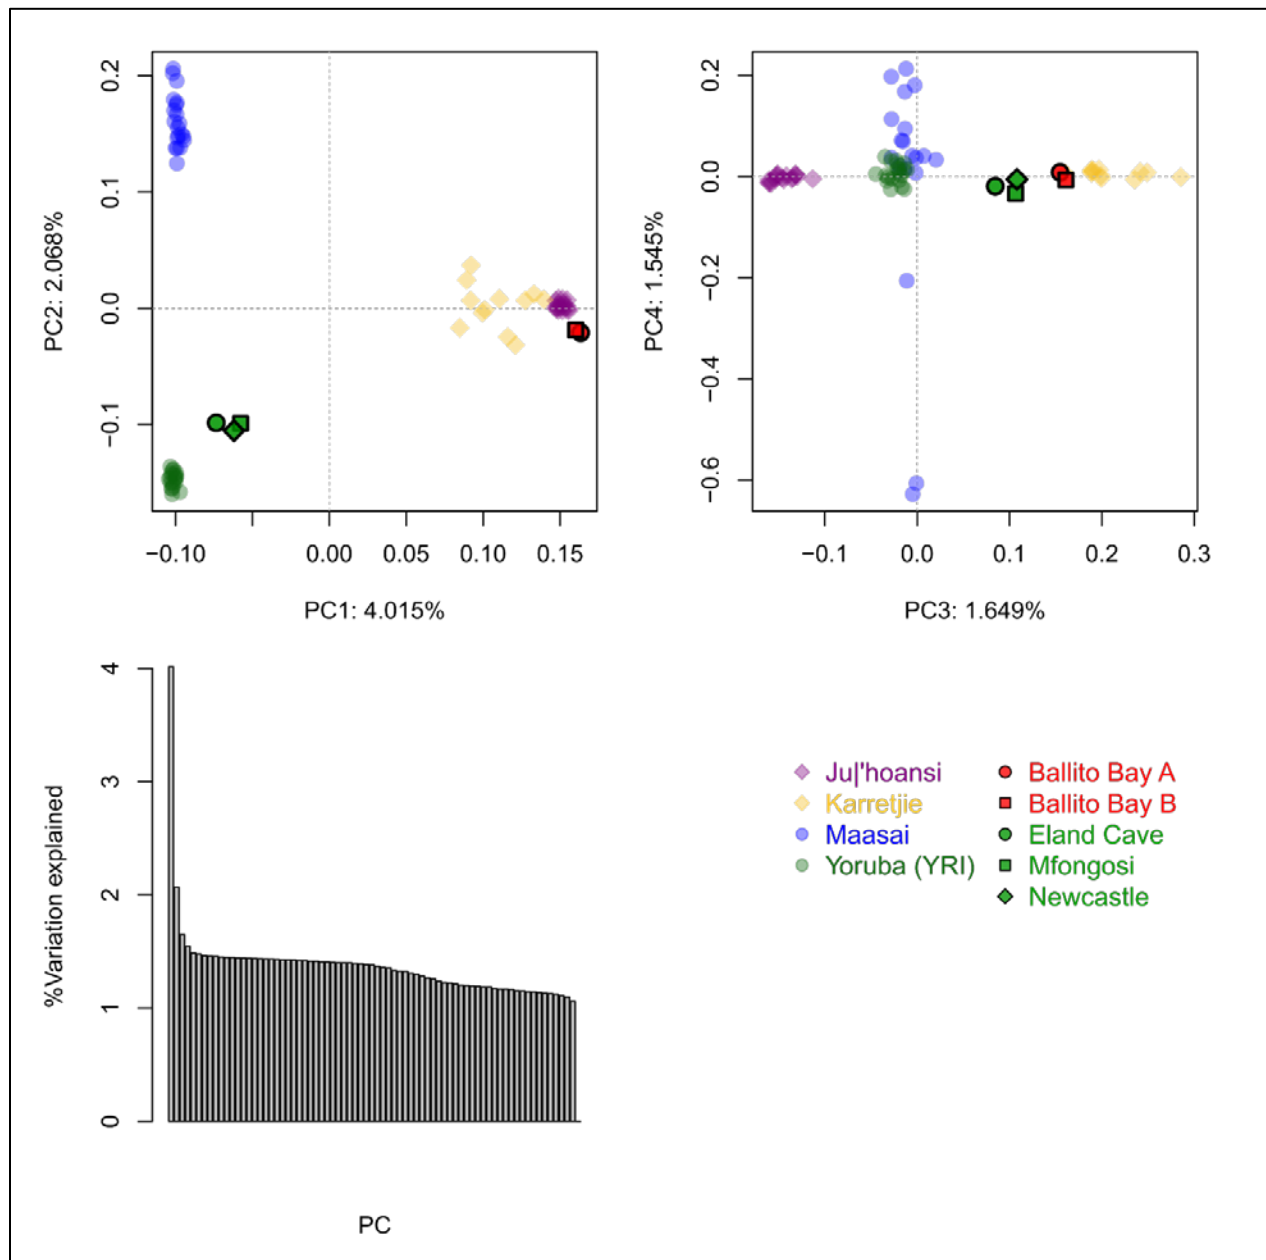 0.2
0.1
0.0
−0.1
PC2: 2.068%
−0.10
0.00
0.05
0.10
0.15
PC1: 4.015%
0.2
0.0
−0.2
−0.4
−0.6
PC4: 1.545%
−0.1
0.0
0.1
0.2
0.3
PC3: 1.649%
4
3
2
1
0
%Variation explained
PC
Ju|'hoansi
Karretjie
Maasai
Yoruba (YRI)
Ballito Bay A
Ballito Bay B
Eland Cave
Mfongosi
Newcastle